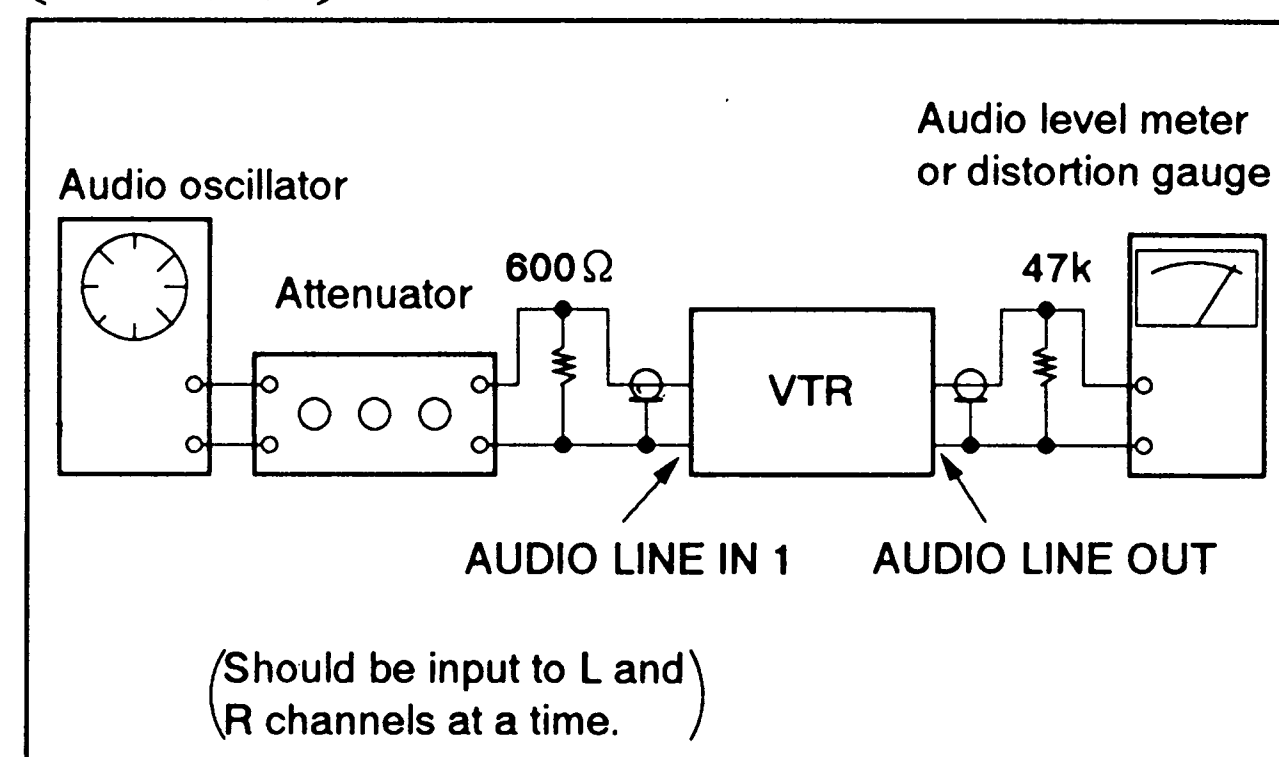 Audio level meter
or distortion gauge
Audio oscillator
600Ω
47k
Attenuator
VTR
AUDIO LINE IN 1
AUDIO LINE OUT
(Should be input to L and
R channels at a time.)